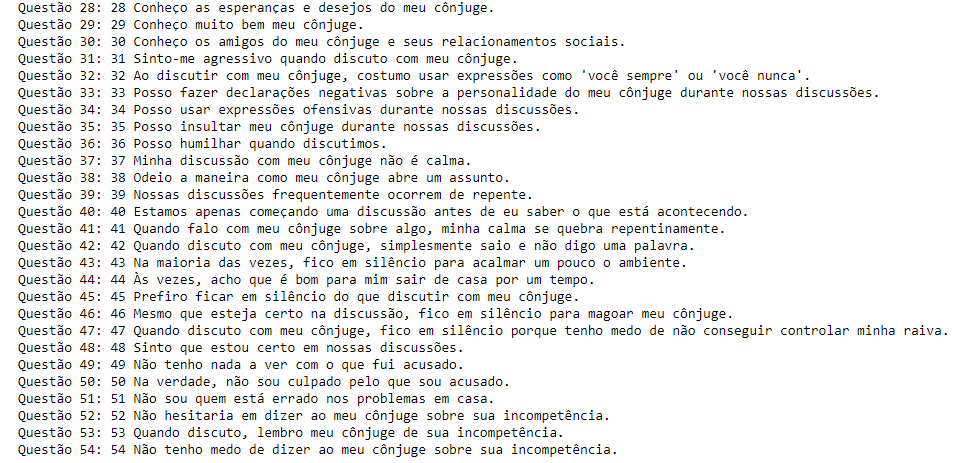 Questão 28: 28 Conheço as esperanças e desejos do meu cônjuge.
Questão 29: 29 Conheço muito bem meu cônjuge.
Questão 30: 30 Conheço os amigos do meu cônjuge e seus relacionamentos sociais.
Questão 31: 31 Sinto-me agressivo quando discuto com meu cônjuge.
Questão 32: 32 Ao discutir com meu cônjuge, costumo usar expressões como 'você sempre' ou 'você nunca'.
Questão 33: 33 Posso fazer declarações negativas sobre a personalidade do meu cônjuge durante nossas discussões.
Questão 34: 34 Posso usar expressões ofensivas durante nossas discussões.
Questão 35: 35 Posso insultar meu cônjuge durante nossas discussões.
Questão 36: 36 Posso humilhar quando discutimos.
Questão 37: 37 Minha discussão com meu cônjuge não é calma.
Questão 38: 38 Odeio a maneira como meu cônjuge abre um assunto.
Questão 39: 39 Nossas discussões frequentemente ocorrem de repente.
Questão 40: 40 Estamos apenas começando uma discussão antes de eu saber o que está acontecendo.
Questão 41: 41 Quando falo com meu cônjuge sobre algo, minha calma se quebra repentinamente.
Questão 42: 42 Quando discuto com meu cônjuge, simplesmente saio e não digo uma palavra.
Questão 43: 43 Na maioria das vezes, fico em silêncio para acalmar um pouco o ambiente.
Questão 44: 44 Às vezes, acho que é bom para mim sair de casa por um tempo.
Questão 45: 45 Prefiro ficar em silêncio do que discutir com meu cônjuge.
Questão 46: 46 Mesmo que esteja certo na discussão, fico em silêncio para magoar meu cônjuge.
Questão 47: 47 Quando discuto com meu cônjuge, fico em silêncio porque tenho medo de não conseguir controlar minha raiva.
Questão 48: 48 Sinto que estou certo em nossas discussões.
Questão 49: 49 Não tenho nada a ver com o que fui acusado.
Questão 50: 50 Na verdade, não sou culpado pelo que sou acusado.
Questão 51: 51 Não sou quem está errado nos problemas em casa.
Questão 52: 52 Não hesitaria em dizer ao meu cônjuge sobre sua incompetência.
Questão 53: 53 Quando discuto, lembro meu cônjuge de sua incompetência.
Questão 54: 54 Não tenho medo de dizer ao meu cônjuge sobre sua incompetência.